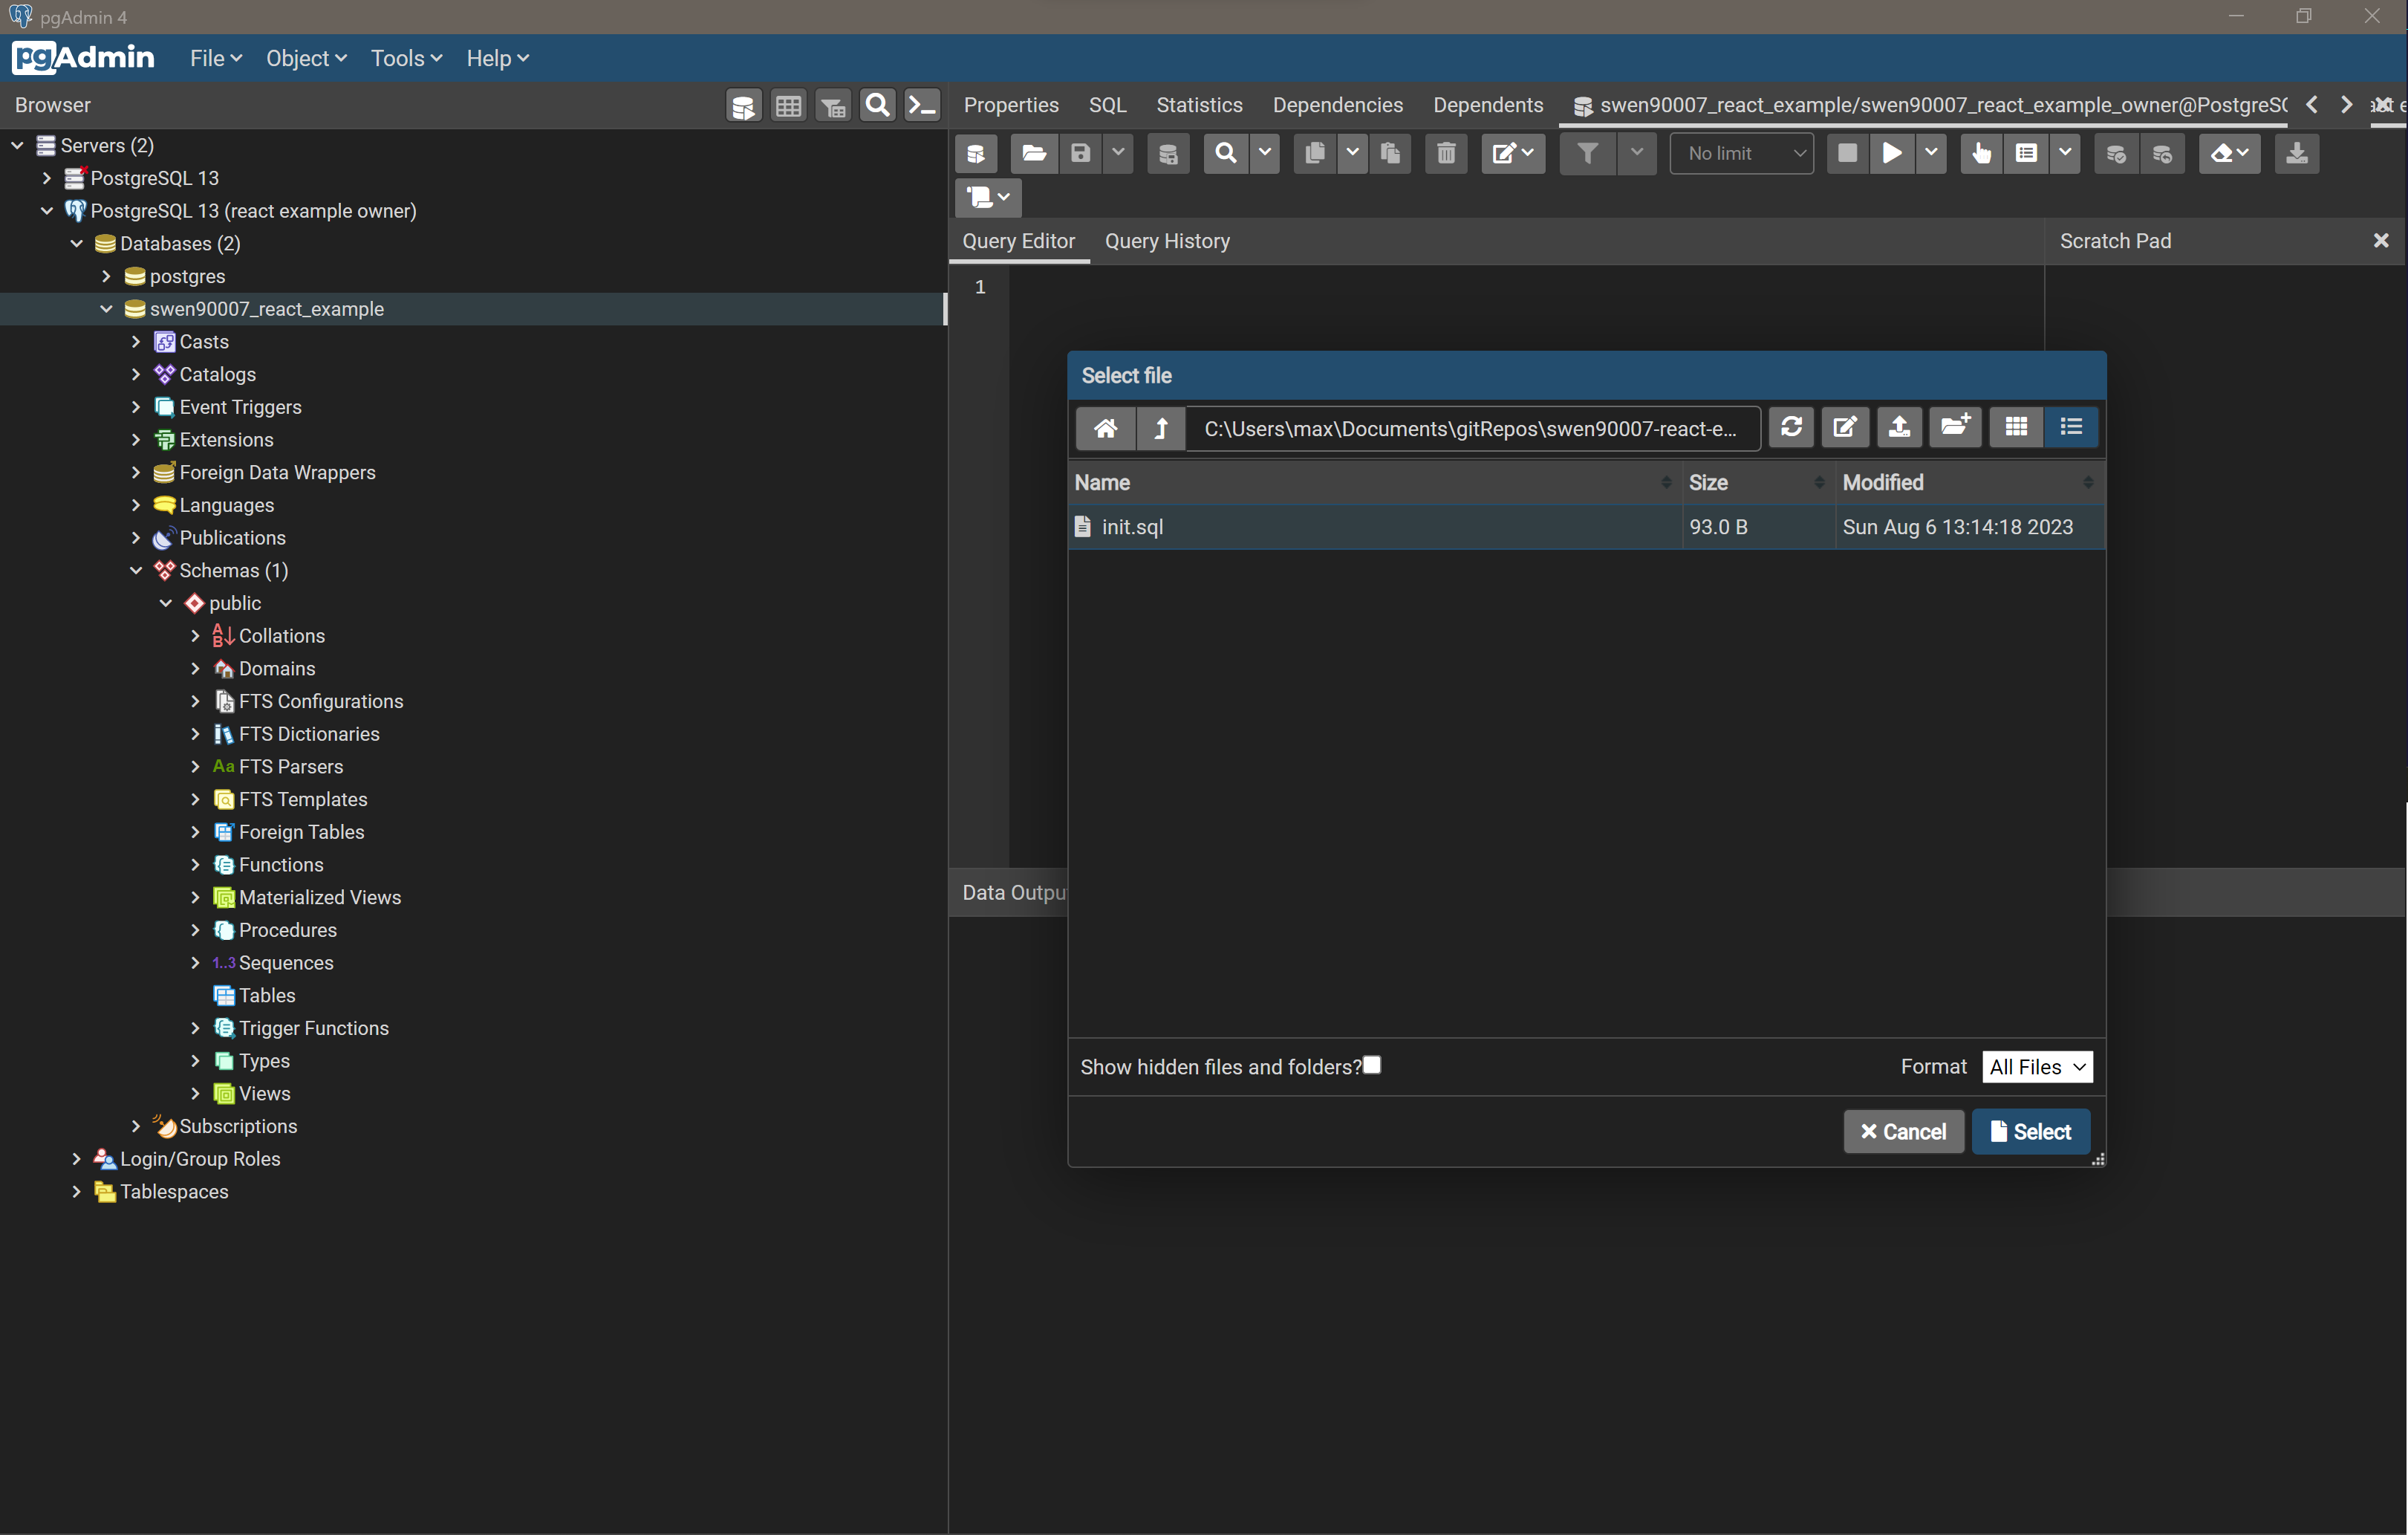 pgAdmin 4
pgAdmin File Object Tools Help
Browser
Servers (2)
PostgreSQL 13
PostgreSQL 13 (react example owner)
Databases (2)
postgres
swen90007_react_example
Casts
Catalogs
Event Triggers
Extensions
Foreign Data Wrappers
Languages
Publications
Schemas (1)
public
Collations
Domains
FTS Configurations
FTS Dictionaries
Aa FTS Parsers
FTS Templates
Foreign Tables
Functions
Materialized Views
Procedures
1..3 Sequences
Tables
Trigger Functions
Types
Views
Subscriptions
Login/Group Roles
Tablespaces
Properties SQL Statistics Dependencies Dependents swen90007_react_example/swen90007_react_example_owner@PostgreSQ
No limit
Query Editor Query History
Scratch Pad
1
Select file
C:\Users\max\Documents\gitRepos\swen90007-react-e...
Name Size Modified
init.sql 93.0 B Sun Aug 6 13:14:18 2023
Show hidden files and folders?
Format All Files
Cancel Select
Data Outpu